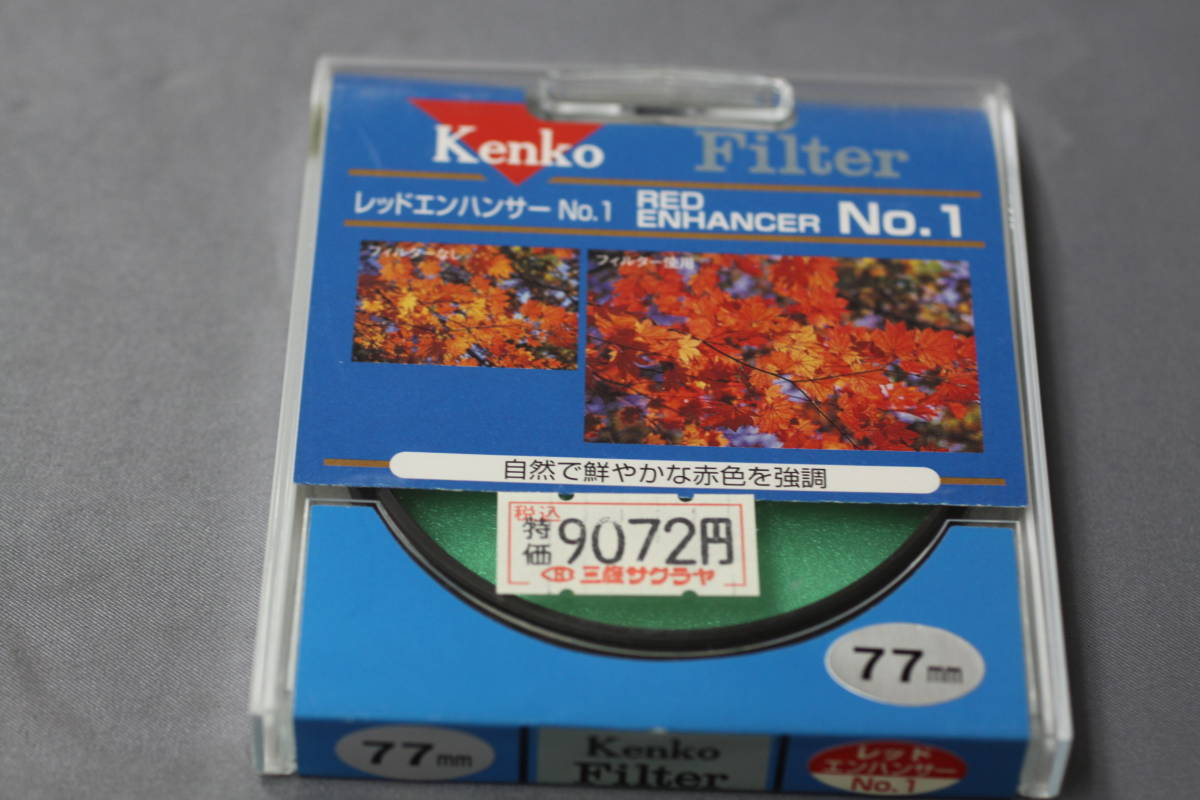 Kenko
Filter
レッドエンハンサー No.1
RED ENHANCER No.1
フィルターなし
フィルター使用
自然で鮮やかな赤色を強調
税込
特価 9072円
サクラヤ
77mm
77mm
Kenko
Filter
レッド
エンハンサー
No.1